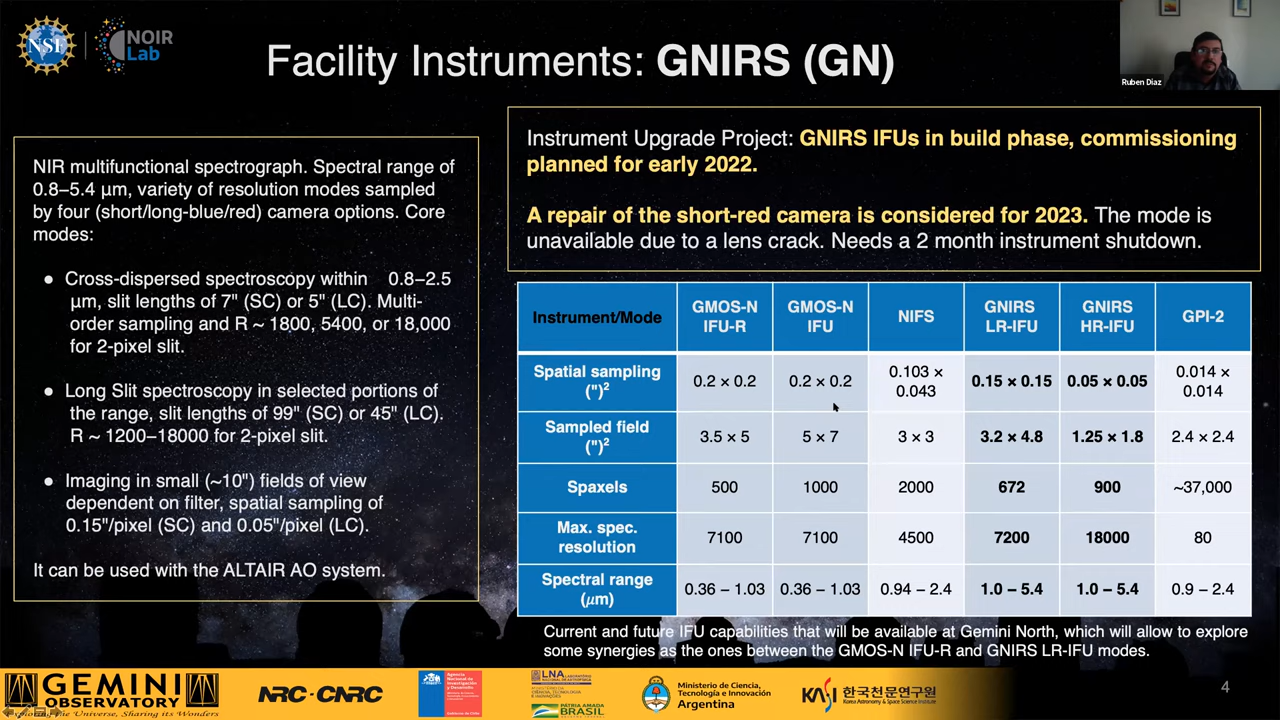 NSF
NOIR
Lab
Facility Instruments: GNIRS (GN)
Ruben Diaz
NIR multifunctional spectrograph. Spectral range of
0.8–5.4 μm, variety of resolution modes sampled
by four (short/long-blue/red) camera options. Core
modes:
● Cross-dispersed spectroscopy within 0.8–2.5
μm, slit lengths of 7" (SC) or 5" (LC). Multi-
order sampling and R ~ 1800, 5400, or 18,000
for 2-pixel slit.
● Long Slit spectroscopy in selected portions of
the range, slit lengths of 99" (SC) or 45" (LC).
R ~ 1200–18000 for 2-pixel slit.
● Imaging in small (~10") fields of view
dependent on filter, spatial sampling of
0.15"/pixel (SC) and 0.05"/pixel (LC).
It can be used with the ALTAIR AO system.
Instrument Upgrade Project: GNIRS IFUs in build phase, commissioning
planned for early 2022.
A repair of the short-red camera is considered for 2023. The mode is
unavailable due to a lens crack. Needs a 2 month instrument shutdown.
Instrument/Mode GMOS-N IFU-R GMOS-N IFU NIFS GNIRS LR-IFU GNIRS HR-IFU GPI-2
Spatial sampling (")² 0.2 × 0.2 0.2 × 0.2 0.103 × 0.043 0.15 × 0.15 0.05 × 0.05 0.014 × 0.014
Sampled field (")² 3.5 × 5 5 × 7 3 × 3 3.2 × 4.8 1.25 × 1.8 2.4 × 2.4
Spaxels 500 1000 2000 672 900 ~37,000
Max. spec. resolution 7100 7100 4500 7200 18000 80
Spectral range (μm) 0.36 – 1.03 0.36 – 1.03 0.94 – 2.4 1.0 – 5.4 1.0 – 5.4 0.9 – 2.4
Current and future IFU capabilities that will be available at Gemini North, which will allow to explore
some synergies as the ones between the GMOS-N IFU-R and GNIRS LR-IFU modes.
GEMINI
OBSERVATORY
Exploring the Universe, Sharing its Wonders
NRC·CNRC
LNA
PÁTRIA AMADA
BRASIL
Ministerio de Ciencia,
Tecnología e Innovación
Argentina
KASI 한국천문연구원
Korea Astronomy & Space Science Institute
4